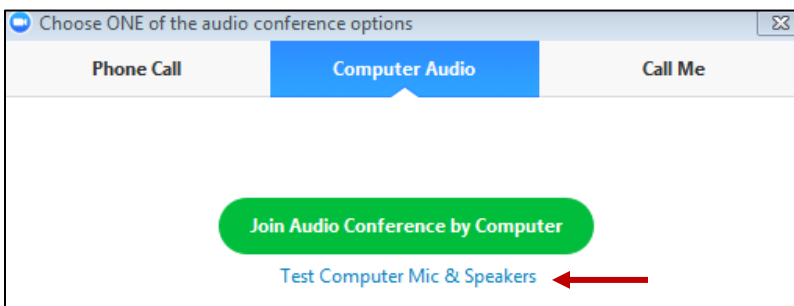 Choose ONE of the audio conference options
Phone Call Computer Audio Call Me
Join Audio Conference by Computer
Test Computer Mic & Speakers